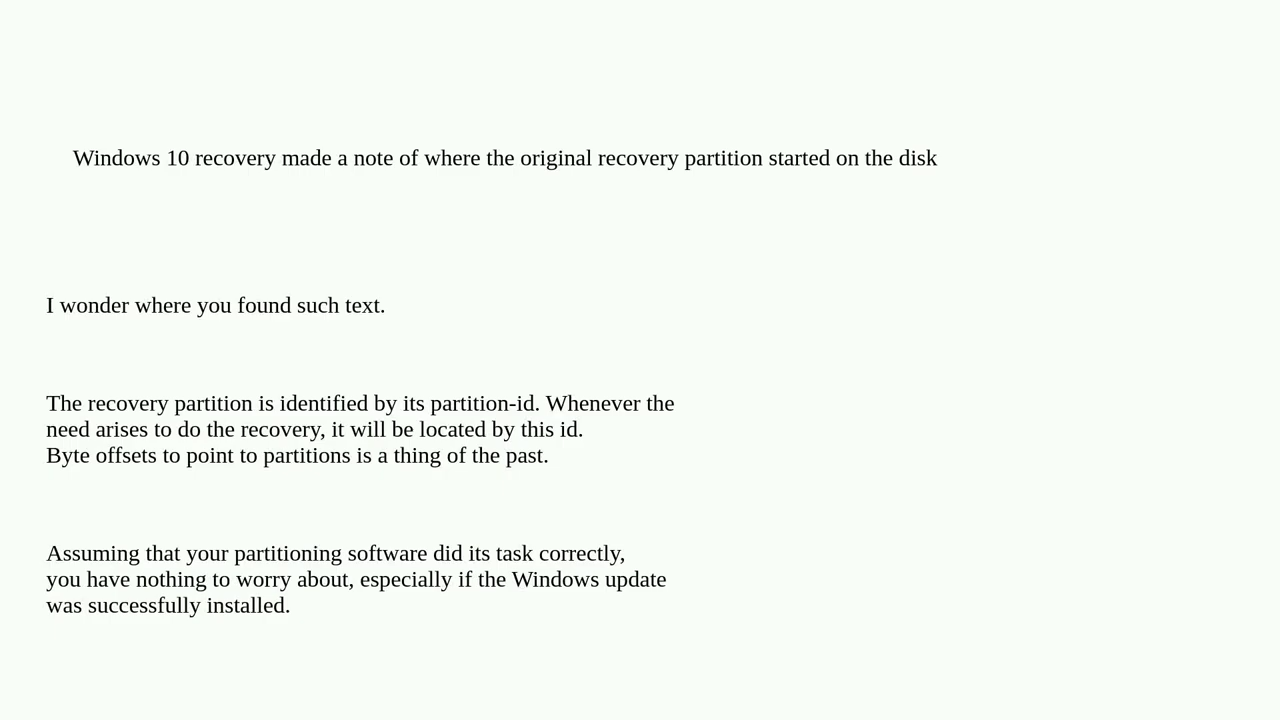 Windows 10 recovery made a note of where the original recovery partition started on the disk
I wonder where you found such text.
The recovery partition is identified by its partition-id. Whenever the
need arises to do the recovery, it will be located by this id.
Byte offsets to point to partitions is a thing of the past.
Assuming that your partitioning software did its task correctly,
you have nothing to worry about, especially if the Windows update
was successfully installed.